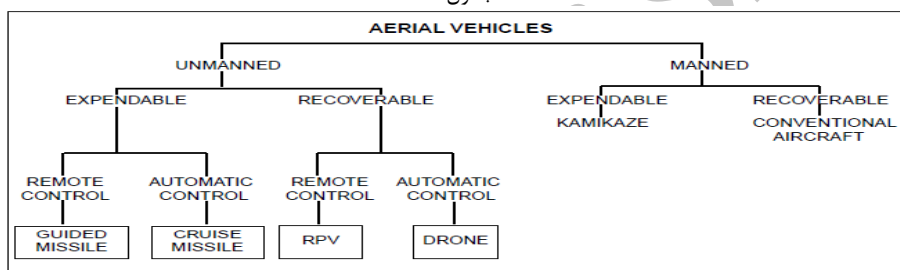 AERIAL VEHICLES
UNMANNED MANNED
EXPENDABLE RECOVERABLE EXPENDABLE RECOVERABLE
KAMIKAZE CONVENTIONAL
AIRCRAFT
REMOTE AUTOMATIC REMOTE AUTOMATIC
CONTROL CONTROL CONTROL CONTROL
GUIDED CRUISE RPV DRONE
MISSILE MISSILE